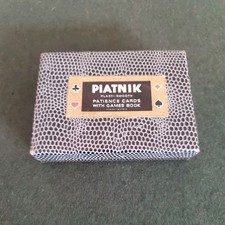 PIATNIK
PLASTI-SMOOTH
PATIENCE CARDS
WITH GAMES BOOK